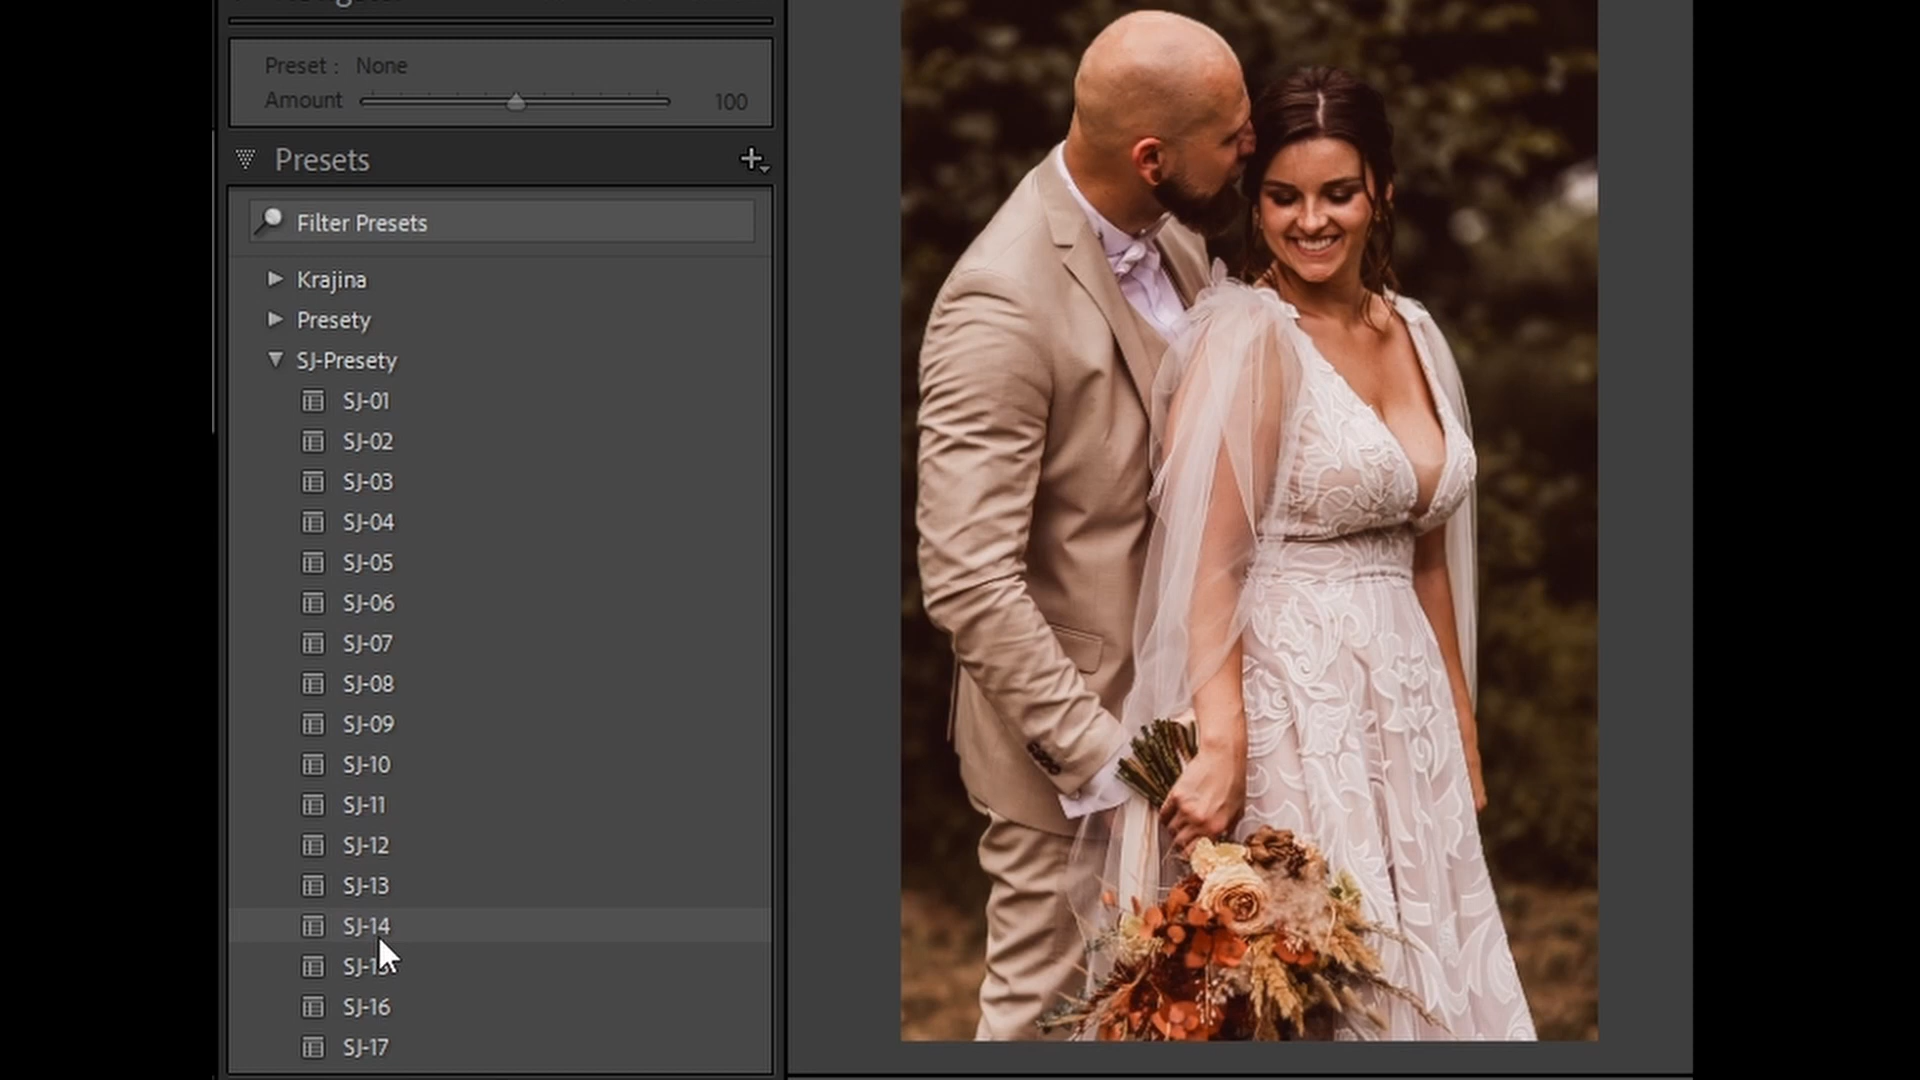 Preset : None
Amount 100
Presets
Filter Presets
Krajina
Presety
SJ-Presety
SJ-01
SJ-02
SJ-03
SJ-04
SJ-05
SJ-06
SJ-07
SJ-08
SJ-09
SJ-10
SJ-11
SJ-12
SJ-13
SJ-14
SJ-15
SJ-16
SJ-17